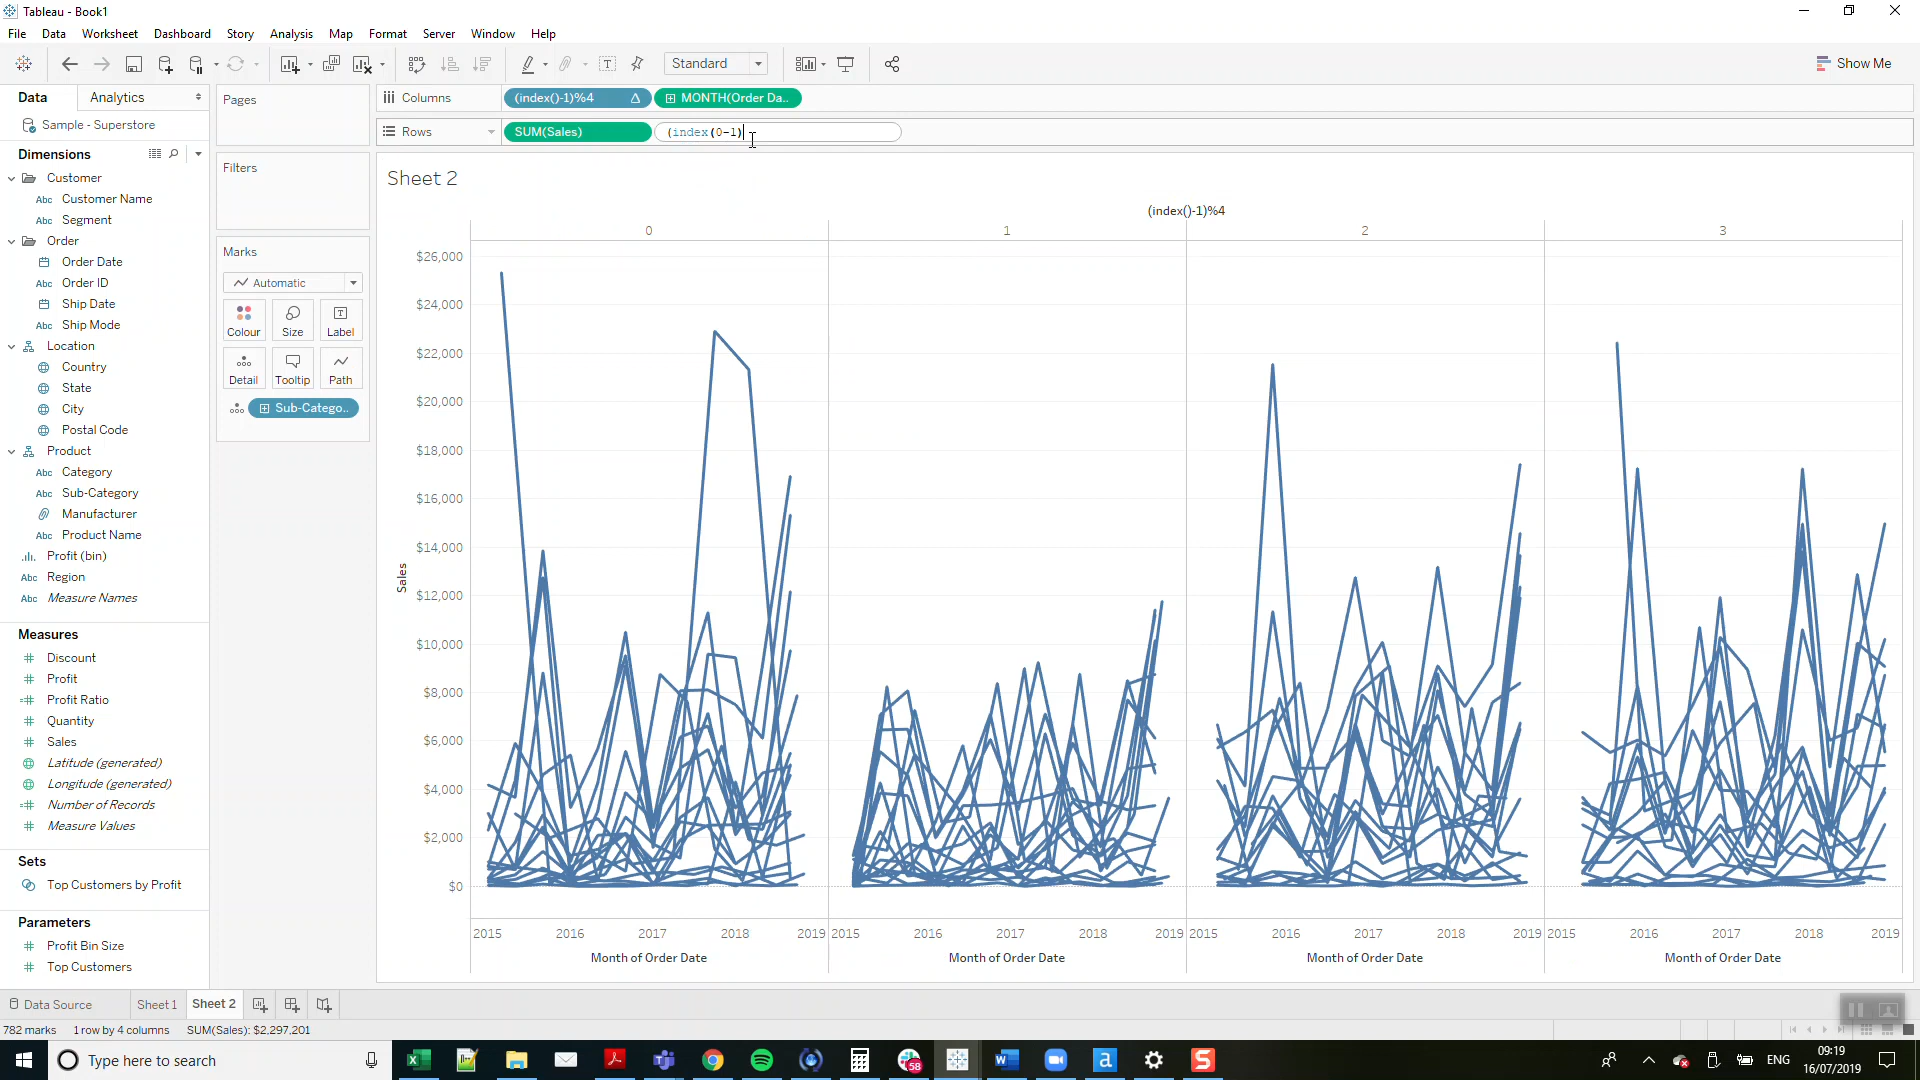 Tableau - Book1
File Data Worksheet Dashboard Story Analysis Map Format Server Window Help
Standard
Show Me
Data
Analytics
Sample - Superstore
Dimensions
Customer
Abc Customer Name
Abc Segment
Order
Order Date
Abc Order ID
Ship Date
Abc Ship Mode
Location
Country
State
City
Postal Code
Product
Abc Category
Abc Sub-Category
Manufacturer
Abc Product Name
Profit (bin)
Abc Region
Abc Measure Names
Measures
Discount
Profit
Profit Ratio
Quantity
Sales
Latitude (generated)
Longitude (generated)
Number of Records
Measure Values
Sets
Top Customers by Profit
Parameters
Profit Bin Size
Top Customers
Pages
Filters
Marks
Automatic
Colour Size Label
Detail Tooltip Path
Sub-Catego..
Columns
(index()-1)%4
MONTH(Order Da..
Rows
SUM(Sales)
(index(0-1)
Sheet 2
(index()-1)%4
0 1 2 3
$26,000
$24,000
$22,000
$20,000
$18,000
$16,000
$14,000
$12,000
$10,000
$8,000
$6,000
$4,000
$2,000
$0
Sales
2015 2016 2017 2018 2019 2015 2016 2017 2018 2019 2015 2016 2017 2018 2019 2015 2016 2017 2018 2019
Month of Order Date Month of Order Date Month of Order Date Month of Order Date
Data Source Sheet 1 Sheet 2
782 marks 1 row by 4 columns SUM(Sales): $2,297,201
Type here to search
58
ENG
09:19
16/07/2019